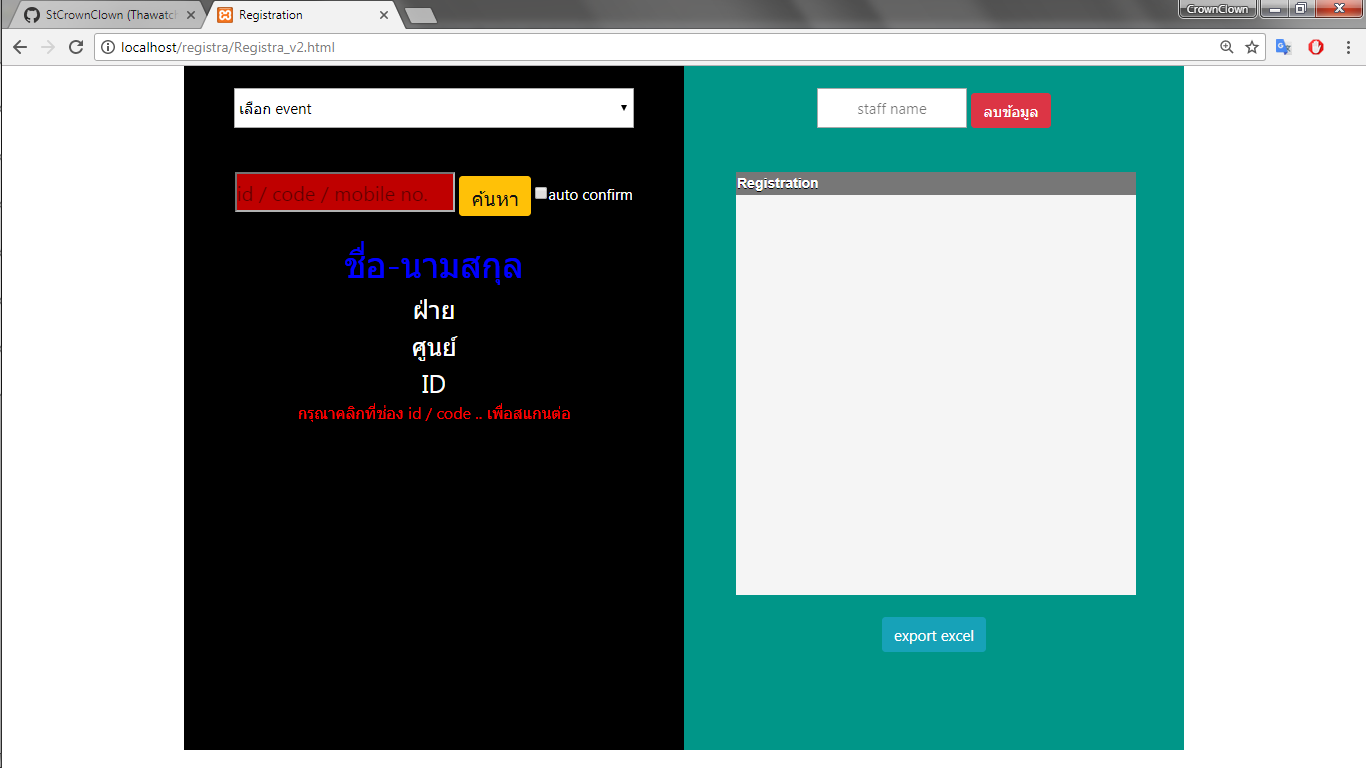 StCrownClown (Thawatch
Registration
CrownClown
localhost/registra/Registra_v2.html
เลือก event
id / code / mobile no.
ค้นหา
auto confirm
ชื่อ-นามสกุล
ฝ่าย
ศูนย์
ID
กรุณาคลิกที่ช่อง id / code .. เพื่อสแกนต่อ
staff name
ลบข้อมูล
Registration
export excel